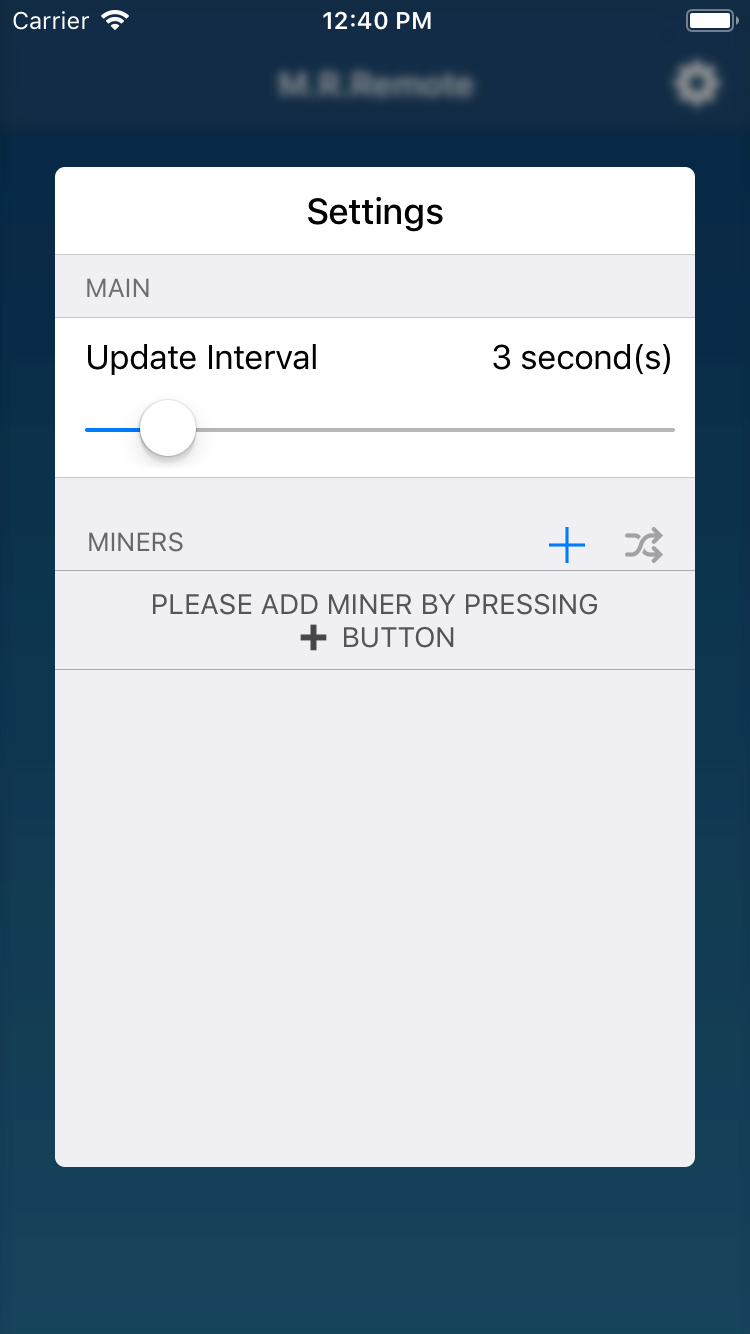 Carrier 12:40 PM
M.R.Remote
Settings
MAIN
Update Interval 3 second(s)
MINERS
PLEASE ADD MINER BY PRESSING
➕ BUTTON